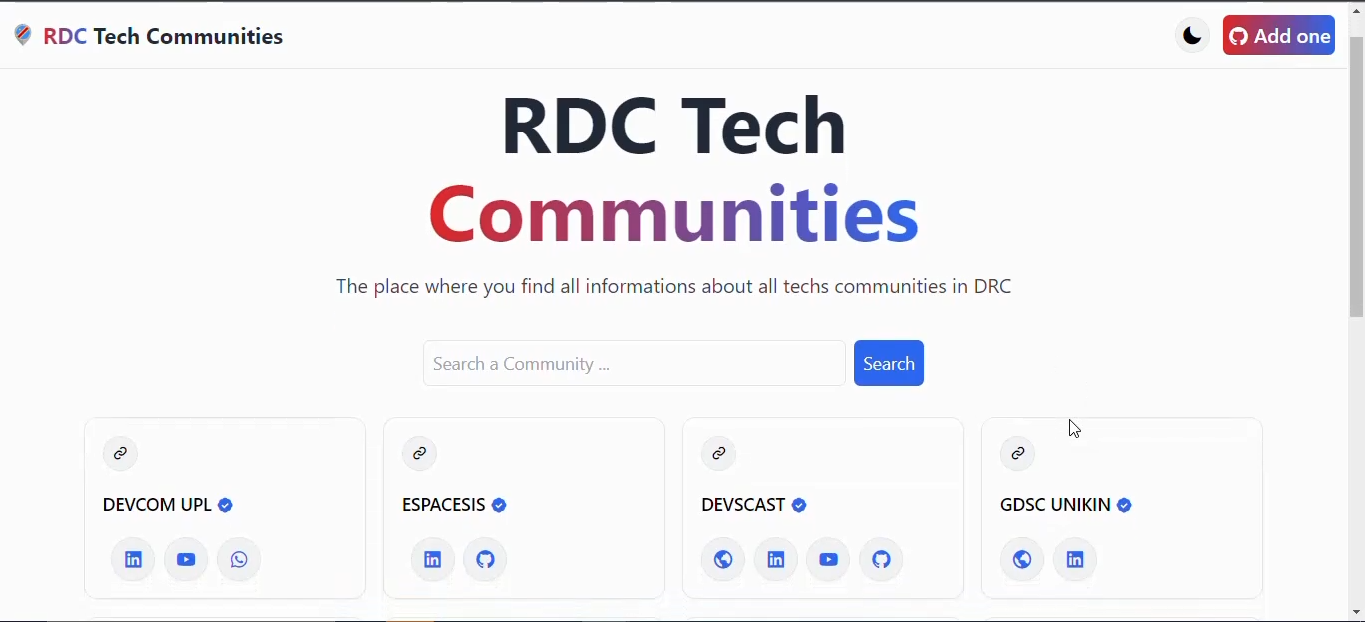 RDC Tech Communities
Add one
RDC Tech
Communities
The place where you find all informations about all techs communities in DRC
Search a Community ...
Search
DEVCOM UPL
ESPACESIS
DEVSCAST
GDSC UNIKIN